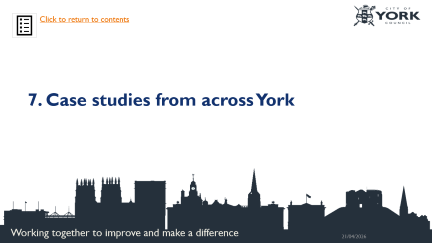 Click to return to contents
CITY OF
YORK
COUNCIL
7. Case studies from across York
Working together to improve and make a difference